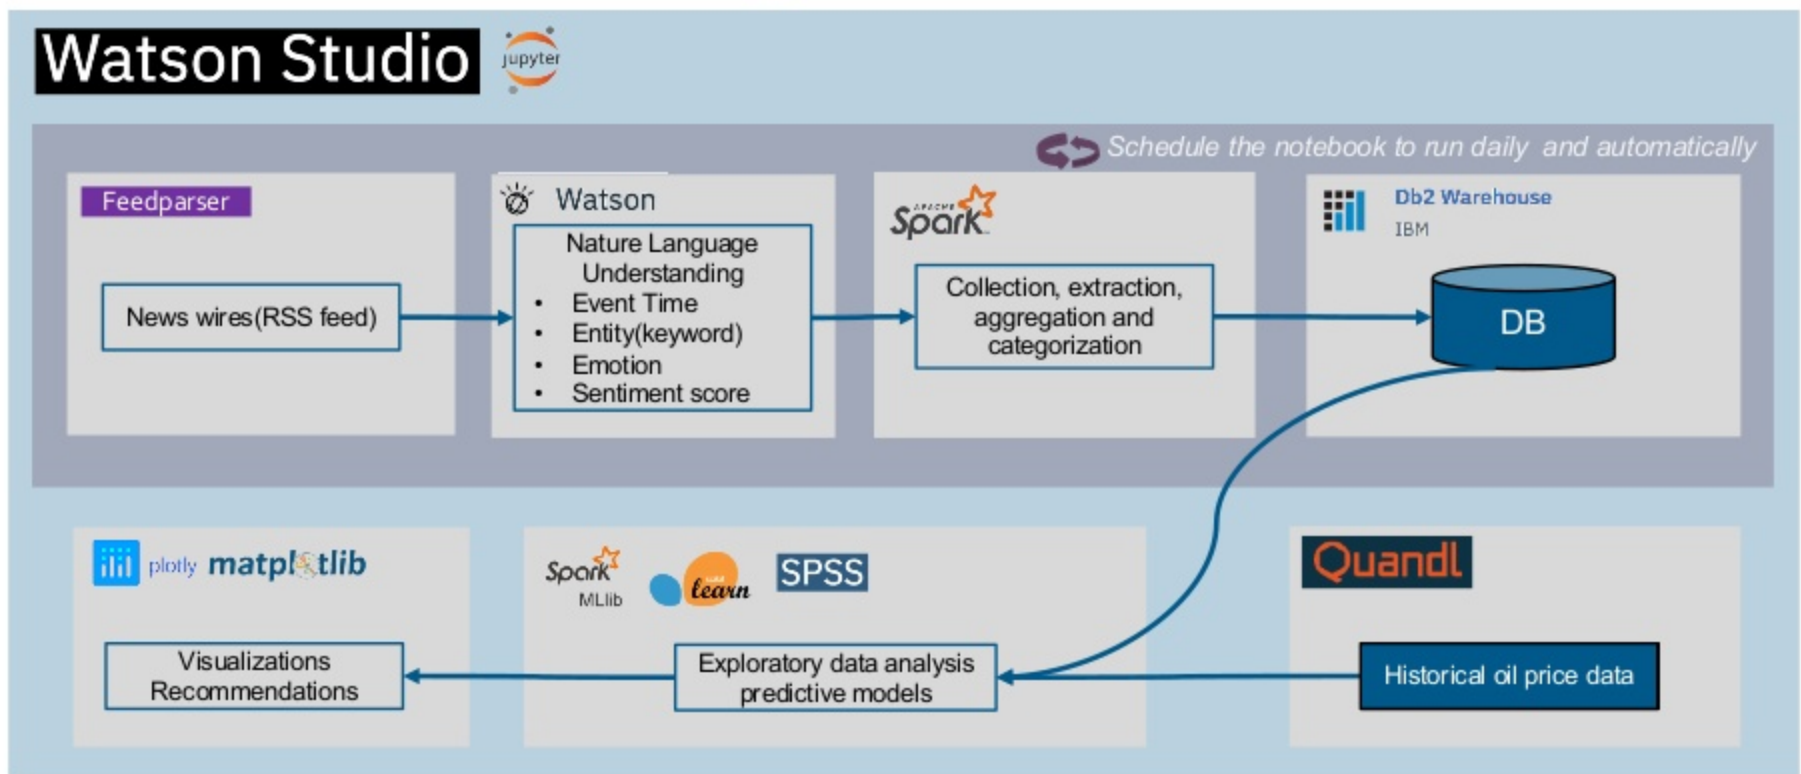 Watson Studio
jupyter
Schedule the notebook to run daily and automatically
Feedparser
News wires(RSS feed)
Watson
Nature Language
Understanding
• Event Time
• Entity(keyword)
• Emotion
• Sentiment score
APACHE
Spark
Collection, extraction,
aggregation and
categorization
Db2 Warehouse
IBM
DB
plotly matplotlib
Visualizations
Recommendations
Spark
MLlib
learn
SPSS
Exploratory data analysis
predictive models
Quandl
Historical oil price data